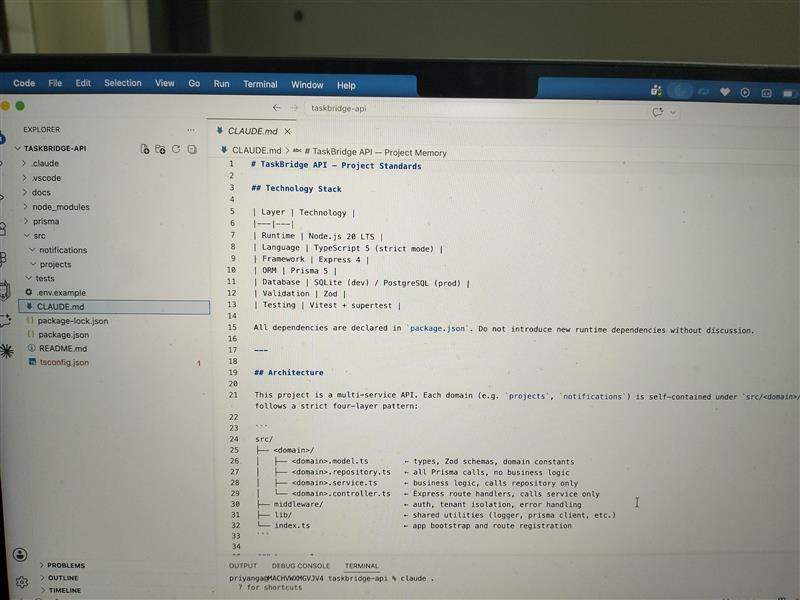 Code File Edit Selection View Go Run Terminal Window Help
taskbridge-api
EXPLORER ...
TASKBRIDGE-API
.claude
.vscode
docs
node_modules
prisma
src
notifications
projects
tests
.env.example
CLAUDE.md
package-lock.json
package.json
README.md
tsconfig.json 1
PROBLEMS
OUTLINE
TIMELINE
CLAUDE.md ×
CLAUDE.md > abc # TaskBridge API — Project Memory
1 # TaskBridge API — Project Standards
2
3 ## Technology Stack
4
5 | Layer | Technology |
6 |---|---|
7 | Runtime | Node.js 20 LTS |
8 | Language | TypeScript 5 (strict mode) |
9 | Framework | Express 4 |
10 | ORM | Prisma 5 |
11 | Database | SQLite (dev) / PostgreSQL (prod) |
12 | Validation | Zod |
13 | Testing | Vitest + supertest |
14
15 All dependencies are declared in `package.json`. Do not introduce new runtime dependencies without discussion.
16
17 ---
18
19 ## Architecture
20
21 This project is a multi-service API. Each domain (e.g. `projects`, `notifications`) is self-contained under `src/<domain>/
follows a strict four-layer pattern:
22
23 ```
24 src/
25 ├── <domain>/
26 │ ├── <domain>.model.ts ← types, Zod schemas, domain constants
27 │ ├── <domain>.repository.ts ← all Prisma calls, no business logic
28 │ ├── <domain>.service.ts ← business logic, calls repository only
29 │ └── <domain>.controller.ts ← Express route handlers, calls service only
30 ├── middleware/ ← auth, tenant isolation, error handling
31 ├── lib/ ← shared utilities (logger, prisma client, etc.)
32 └── index.ts ← app bootstrap and route registration
33 ```
34
OUTPUT DEBUG CONSOLE TERMINAL
priyanga@MACHVWXMGVJV4 taskbridge-api % claude .
? for shortcuts